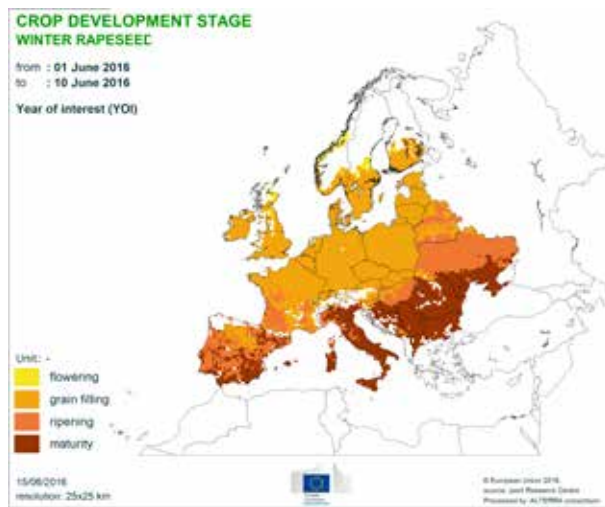 CROP DEVELOPMENT STAGE
WINTER RAPESEED
from : 01 June 2016
to : 10 June 2016
Year of interest (YOI)
Unit: -
flowering
grain filling
ripening
maturity
15/06/2016
resolution: 25x25 km
© European Union 2016
source: Joint Research Centre
Processed by: ALTERRA consortium